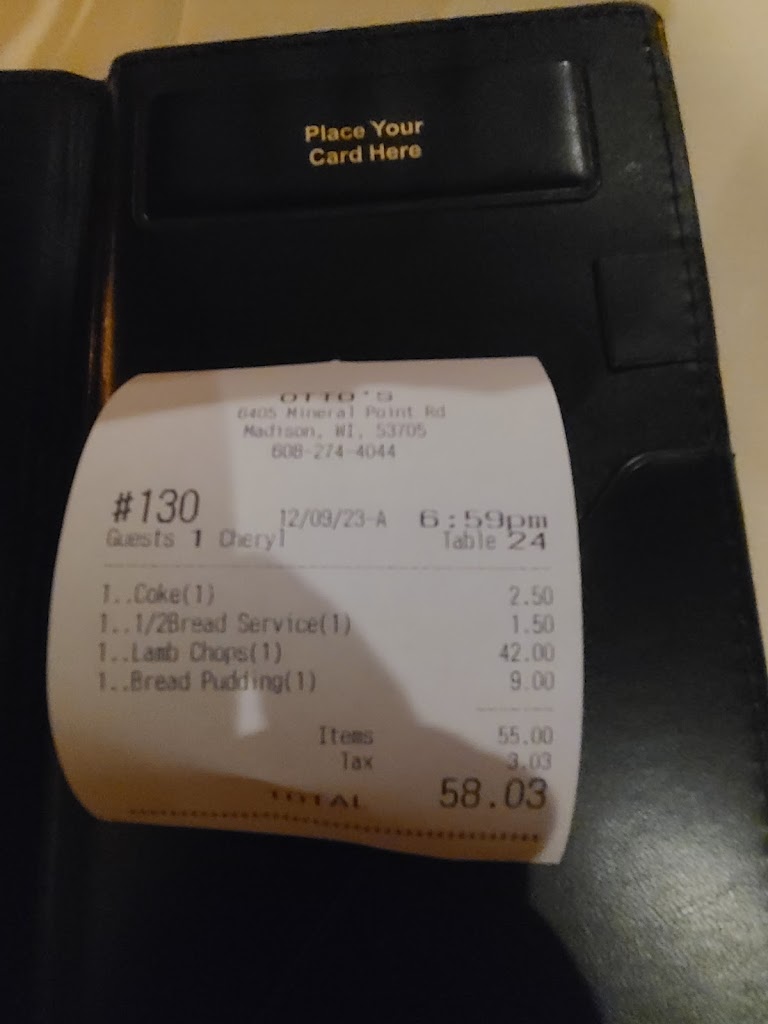 Place Your
Card Here
OTTO'S
6405 Mineral Point Rd
Madison, WI, 53705
608-274-4044
#130 12/09/23-A 6:59pm
Guests 1 Cheryl Table 24
1..Coke(1) 2.50
1..1/2Bread Service(1) 1.50
1..Lamb Chops(1) 42.00
1..Bread Pudding(1) 9.00
Items 55.00
Tax 3.03
TOTAL 58.03